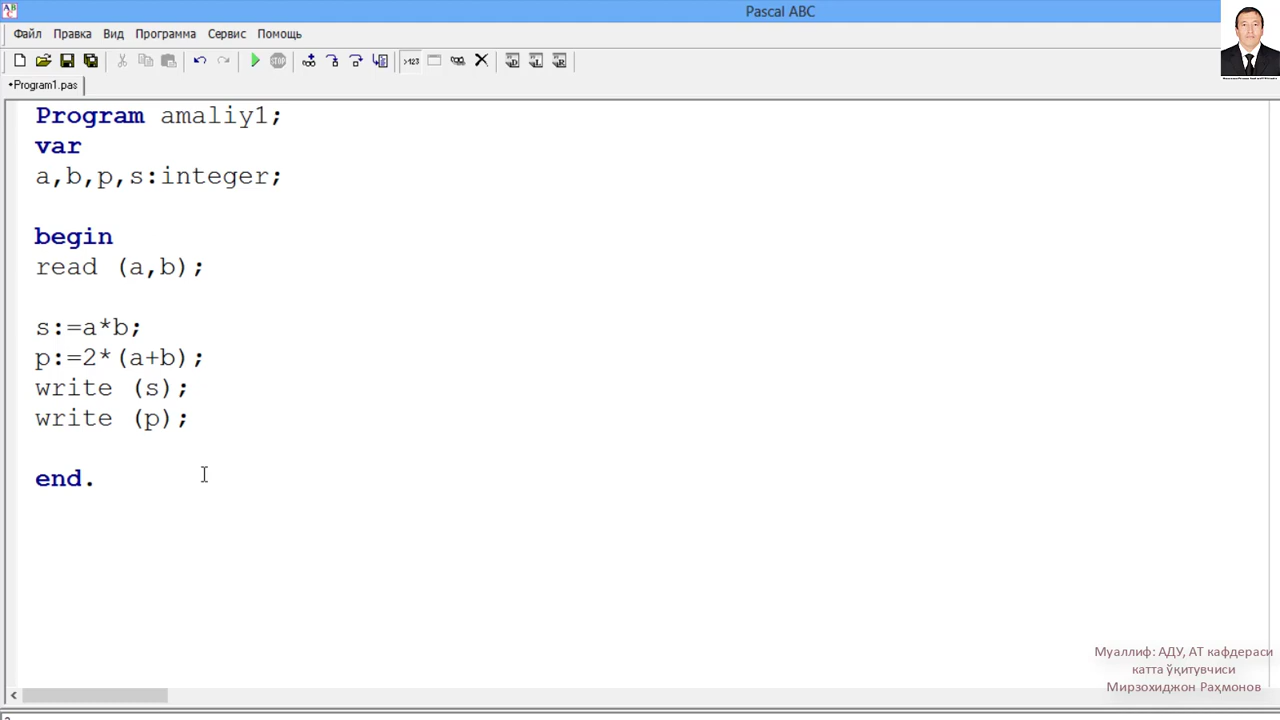 Pascal ABC
Файл Правка Вид Программа Сервис Помощь
•Program1.pas
Program amaliy1;
var
a,b,p,s:integer;
begin
read (a,b);
s:=a*b;
p:=2*(a+b);
write (s);
write (p);
end.
Муаллиф: АДУ, АТ кафдераси
катта ўқитувчиси
Мирзохиджон Раҳмонов